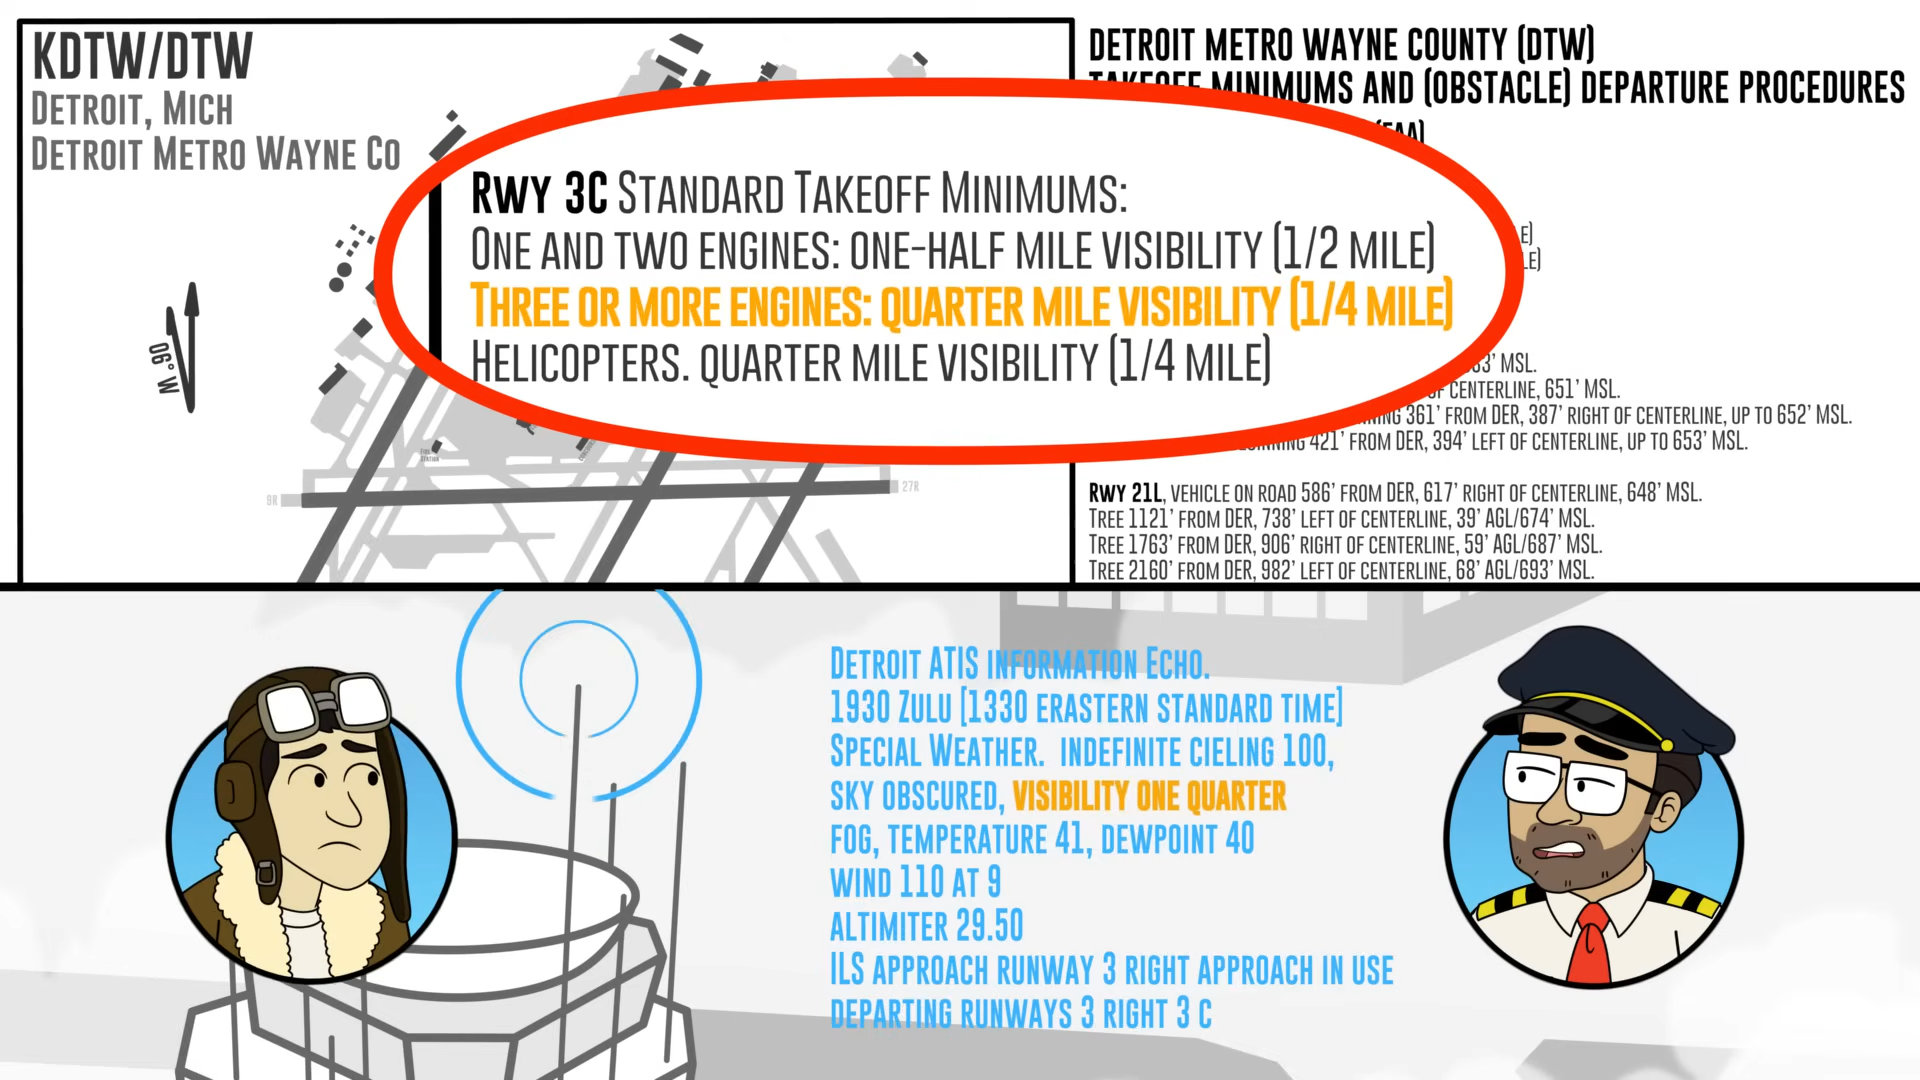 KDTW/DTW
DETROIT, MICH
DETROIT METRO WAYNE CO
60° W
9R
27R
FIRE STATION
DETROIT METRO WAYNE COUNTY (DTW)
TAKEOFF MINIMUMS AND (OBSTACLE) DEPARTURE PROCEDURES
(FAA)
RWY 3C STANDARD TAKEOFF MINIMUMS:
ONE AND TWO ENGINES: ONE-HALF MILE VISIBILITY (1/2 MILE)
THREE OR MORE ENGINES: QUARTER MILE VISIBILITY (1/4 MILE)
HELICOPTERS. QUARTER MILE VISIBILITY (1/4 MILE)
E)
LE)
' MSL.
OF CENTERLINE, 651' MSL.
361' FROM DER, 387' RIGHT OF CENTERLINE, UP TO 652' MSL.
421' FROM DER, 394' LEFT OF CENTERLINE, UP TO 653' MSL.
RWY 21L, VEHICLE ON ROAD 586' FROM DER, 617' RIGHT OF CENTERLINE, 648' MSL.
TREE 1121' FROM DER, 738' LEFT OF CENTERLINE, 39' AGL/674' MSL.
TREE 1763' FROM DER, 906' RIGHT OF CENTERLINE, 59' AGL/687' MSL.
TREE 2160' FROM DER, 982' LEFT OF CENTERLINE, 68' AGL/693' MSL.
DETROIT ATIS INFORMATION ECHO.
1930 ZULU [1330 ERASTERN STANDARD TIME]
SPECIAL WEATHER. INDEFINITE CIELING 100,
SKY OBSCURED, VISIBILITY ONE QUARTER
FOG, TEMPERATURE 41, DEWPOINT 40
WIND 110 AT 9
ALTIMITER 29.50
ILS APPROACH RUNWAY 3 RIGHT APPROACH IN USE
DEPARTING RUNWAYS 3 RIGHT 3 C